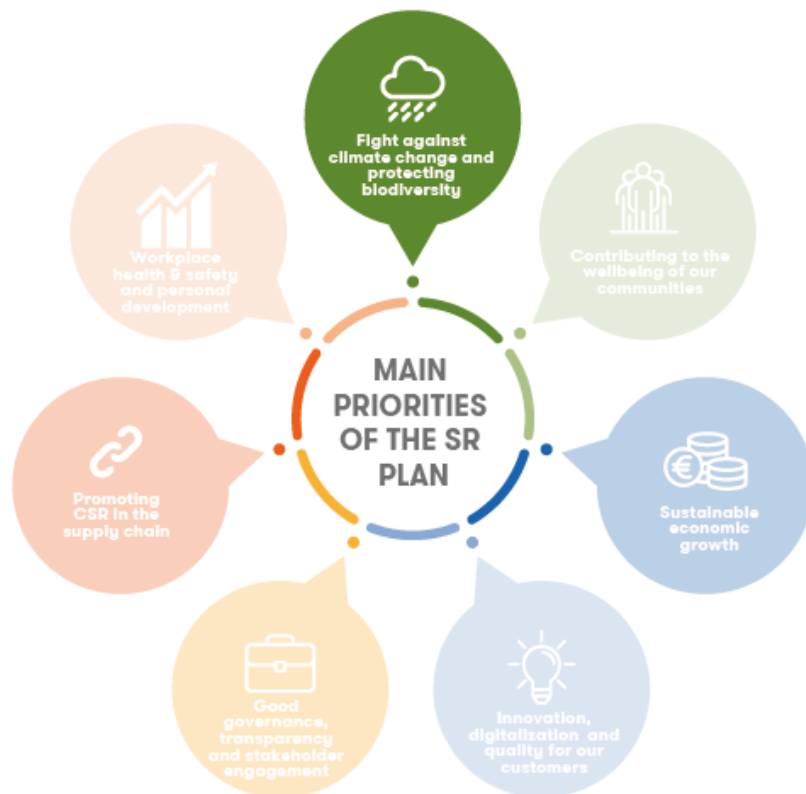 Fight against
climate change and
protecting
biodiversity
Workplace
health & safety
and personal
development
Contributing to the
wellbeing of our
communities
MAIN
PRIORITIES
OF THE SR
PLAN
Promoting
CSR in the
supply chain
€
Sustainable
economic
growth
Good
governance,
transparency
and stakeholder
engagement
Innovation,
digitalization and
quality for our
customers